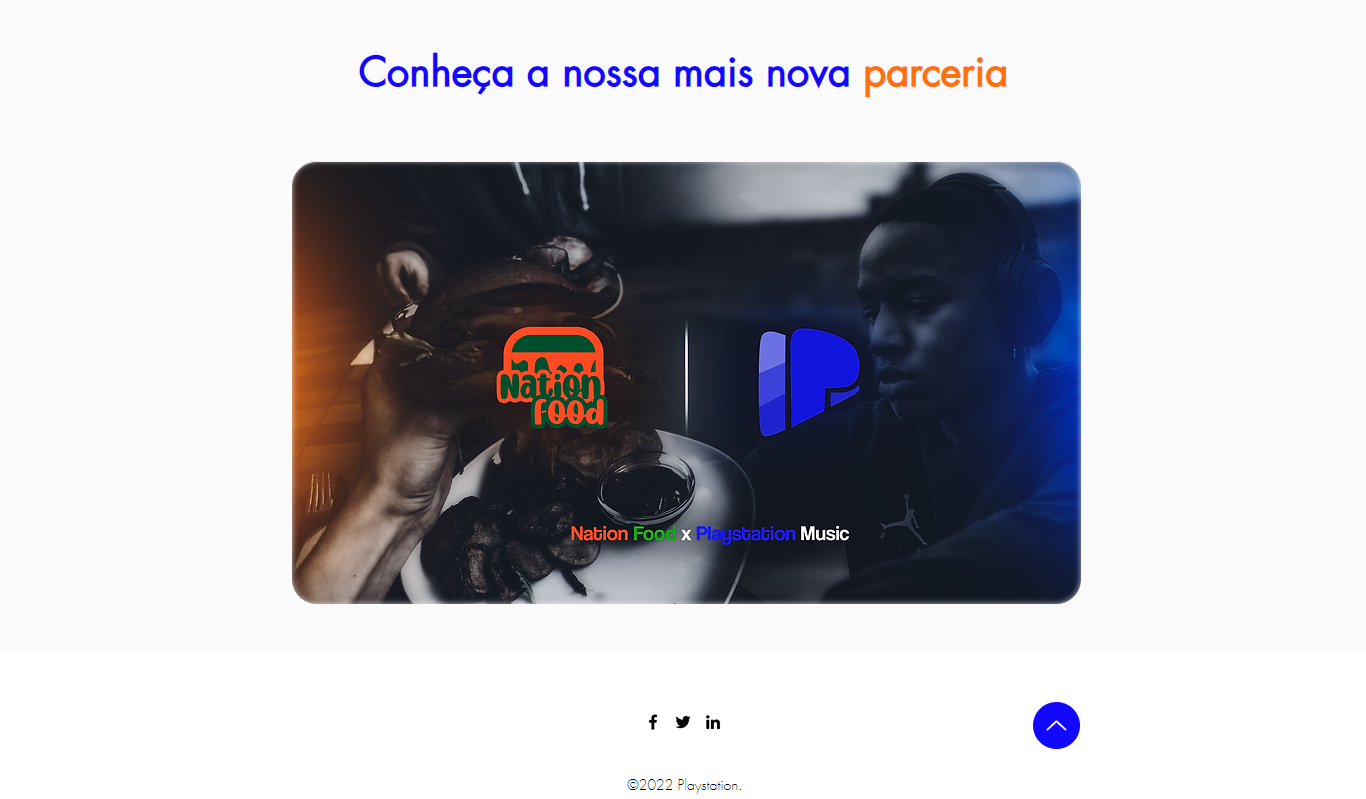 Conheça a nossa mais nova parceria
Nation
Food
Nation Food x Playstation Music
©2022 Playstation.